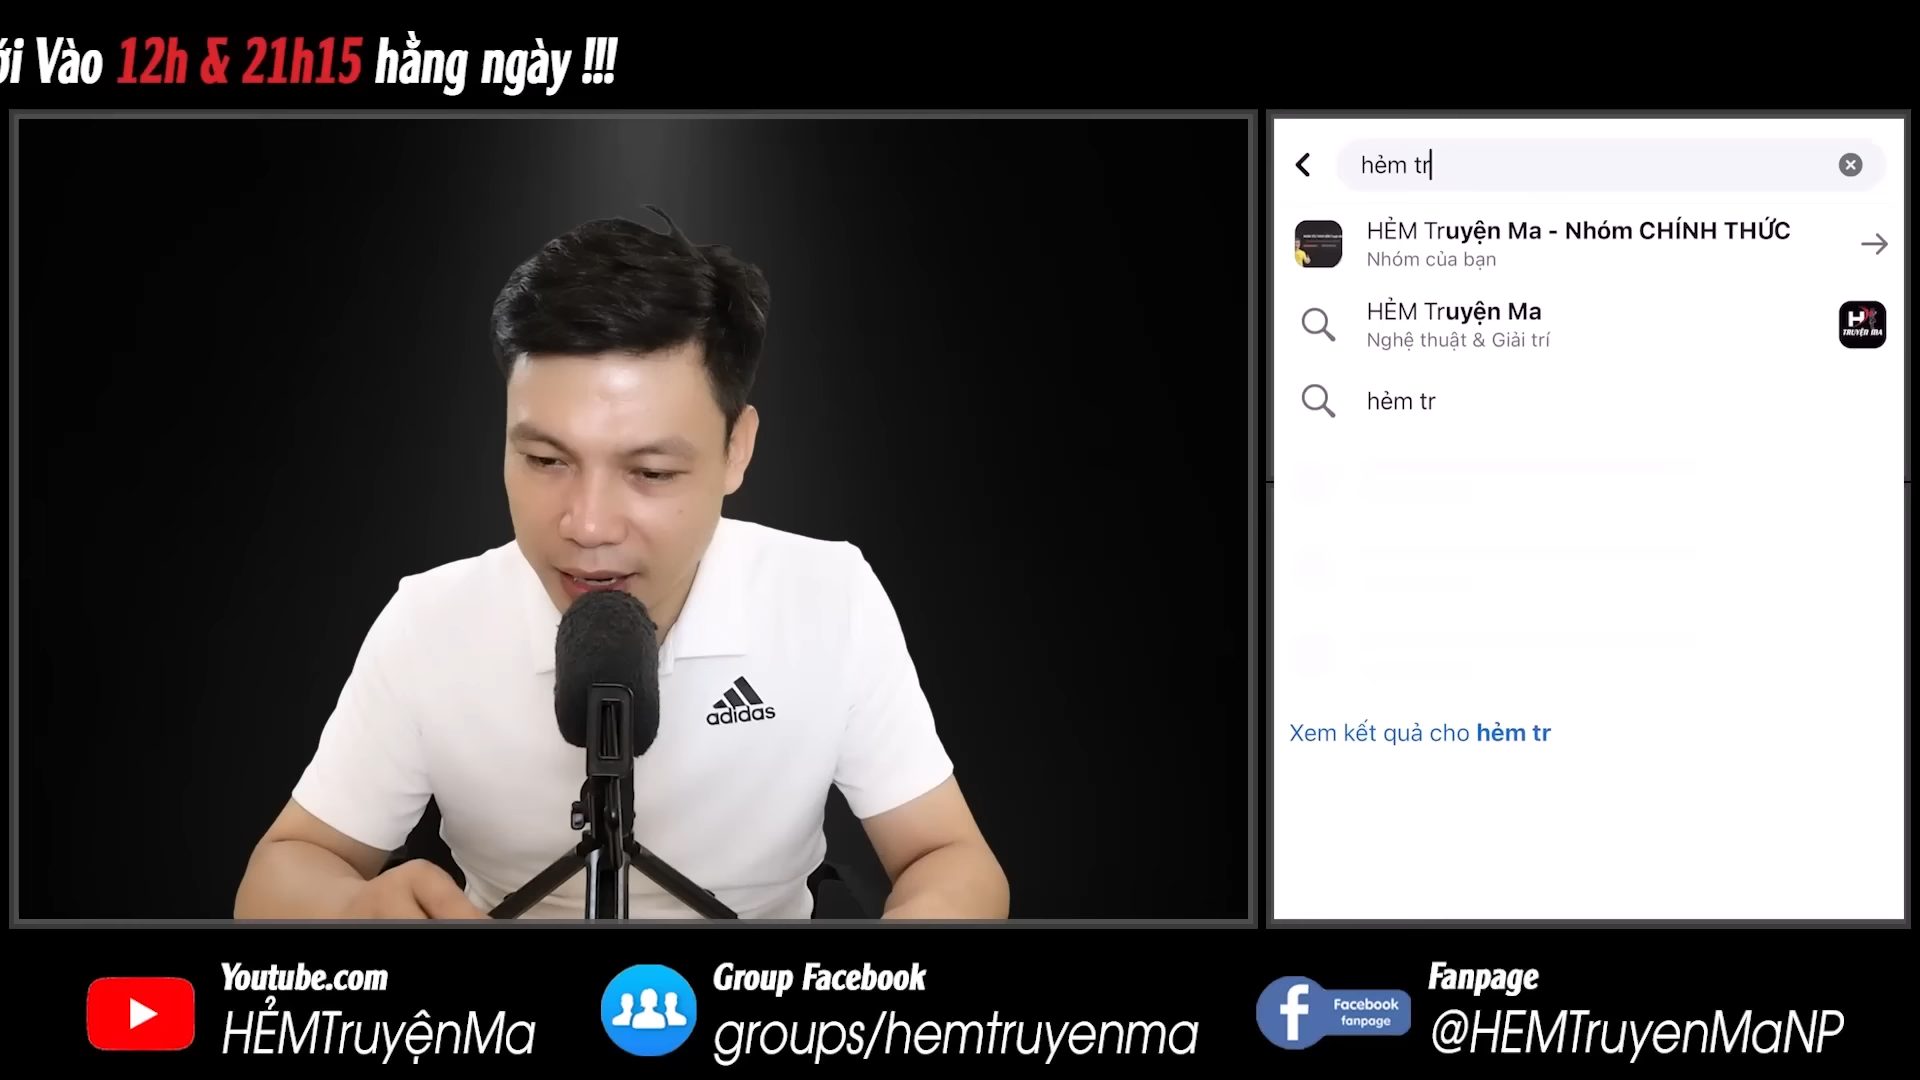 ới Vào 12h & 21h15 hằng ngày !!!
hẻm tr
HẺM Truyện Ma - Nhóm CHÍNH THỨC
Nhóm của bạn
HẺM Truyện Ma
Nghệ thuật & Giải trí
H
TRUYỆN MA
hẻm tr
Xem kết quả cho hẻm tr
adidas
Youtube.com
HẺMTruyệnMa
Group Facebook
groups/hemtruyenma
Facebook
fanpage
Fanpage
@HEMTruyenMaNP